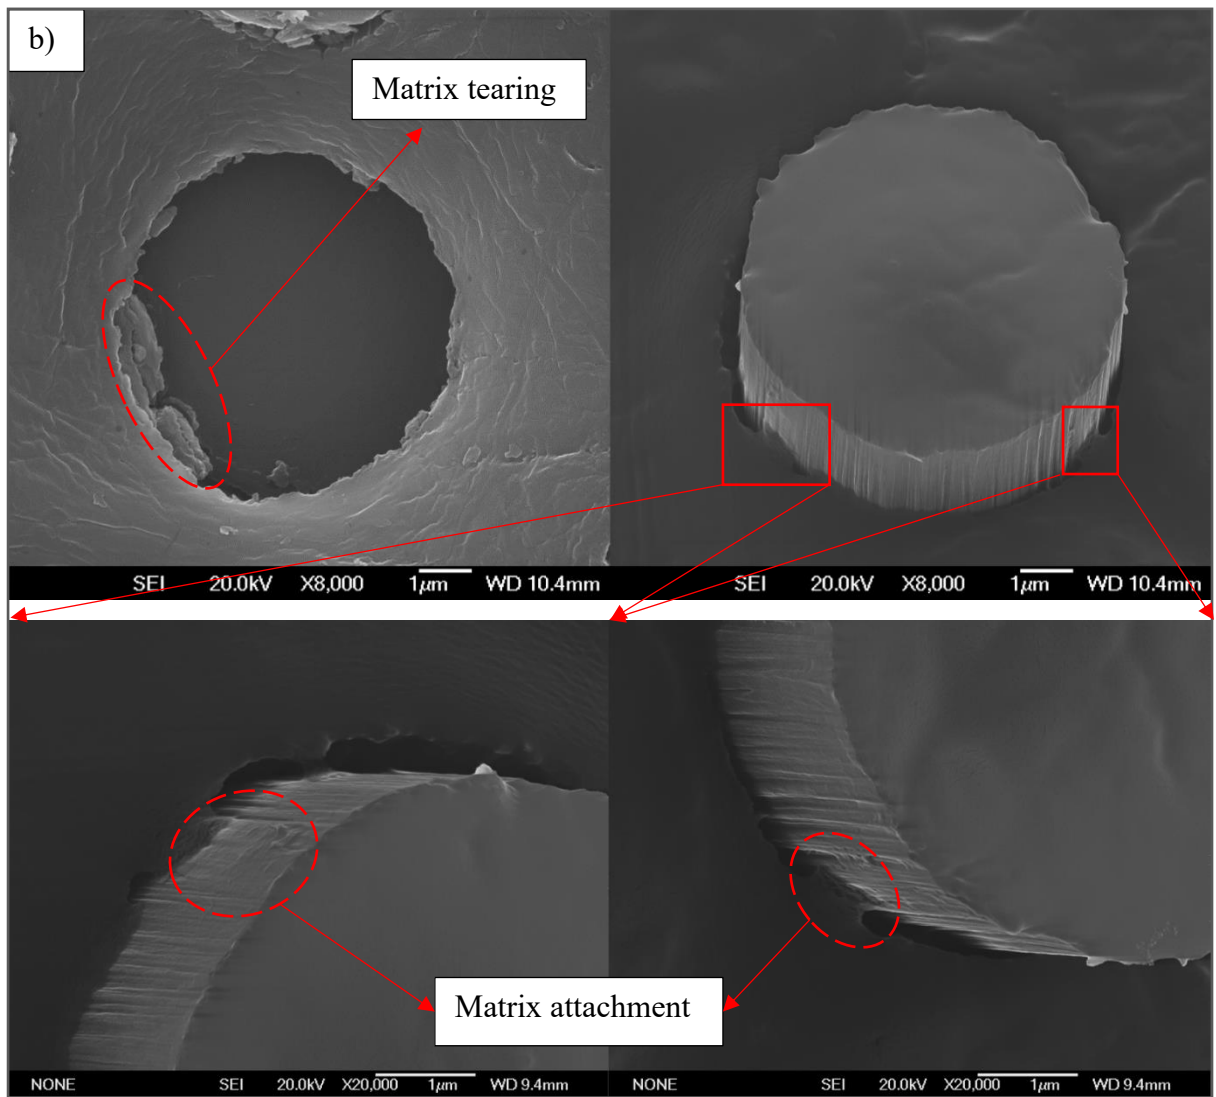 b)
Matrix tearing
SEI 20.0kV X8,000 1μm WD 10.4mm
SEI 20.0kV X8,000 1μm WD 10.4mm
Matrix attachment
NONE SEI 20.0kV X20,000 1μm WD 9.4mm
NONE SEI 20.0kV X20,000 1μm WD 9.4mm